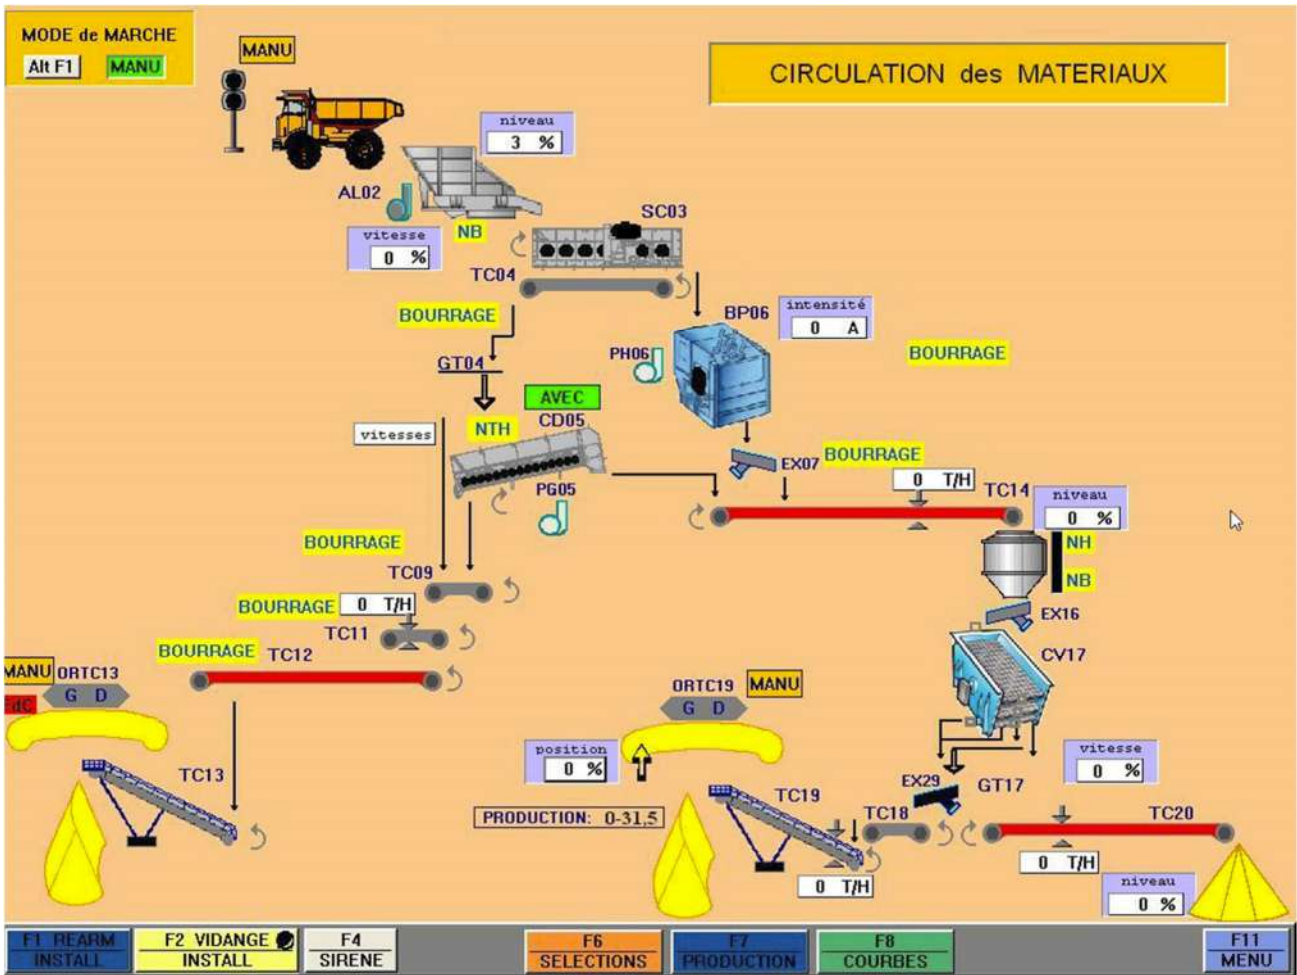 MODE de MARCHE
Alt F1 MANU
MANU
CIRCULATION des MATERIAUX
niveau
3 %
AL02
SC03
vitesse
0 %
NB
TC04
BOURRAGE
BP06
intensité
0 A
GT04
PH06
BOURRAGE
AVEC
CD05
NTH
vitesses
PG05
EX07
BOURRAGE
0 T/H
TC14
niveau
0 %
NH
NB
BOURRAGE
TC09
BOURRAGE
0 T/H
TC11
EX16
BOURRAGE
TC12
CV17
MANU
ORTC13
G D
FdC
ORTC19
MANU
G D
position
0 %
vitesse
0 %
TC13
EX29
GT17
TC19
PRODUCTION: 0-31,5
TC18
TC20
0 T/H
0 T/H
niveau
0 %
F1 REARM
INSTALL
F2 VIDANGE
INSTALL
F4
SIRENE
F6
SELECTIONS
F7
PRODUCTION
F8
COURBES
F11
MENU